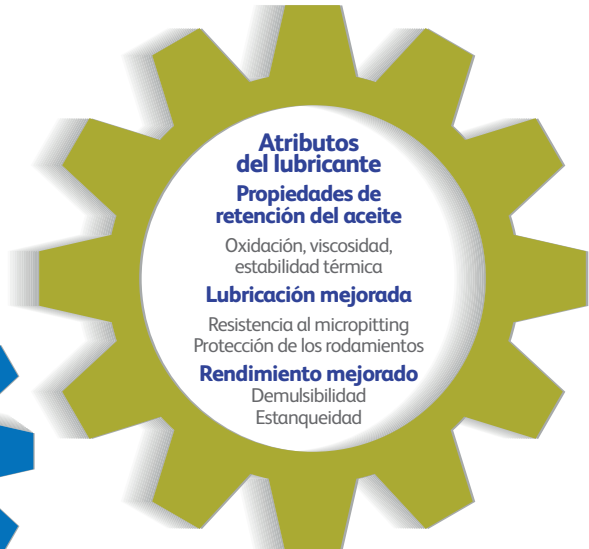 Atributos
del lubricante
Propiedades de
retención del aceite
Oxidación, viscosidad,
estabilidad térmica
Lubricación mejorada
Resistencia al micropitting
Protección de los rodamientos
Rendimiento mejorado
Demulsibilidad
Estanqueidad